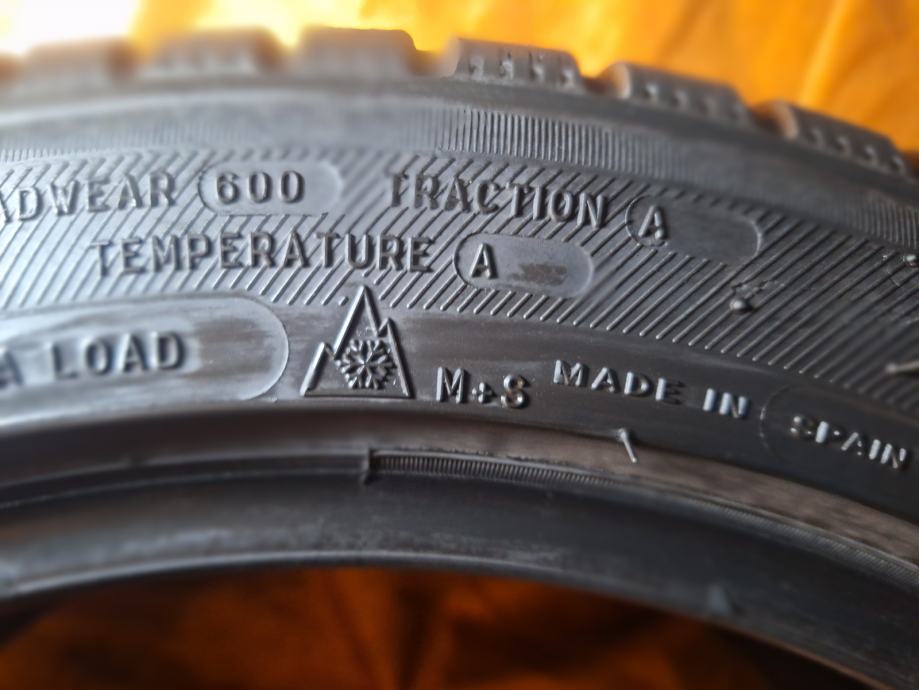 ADWEAR 600 TRACTION A
TEMPERATURE A
A LOAD
M+S MADE IN SPAIN